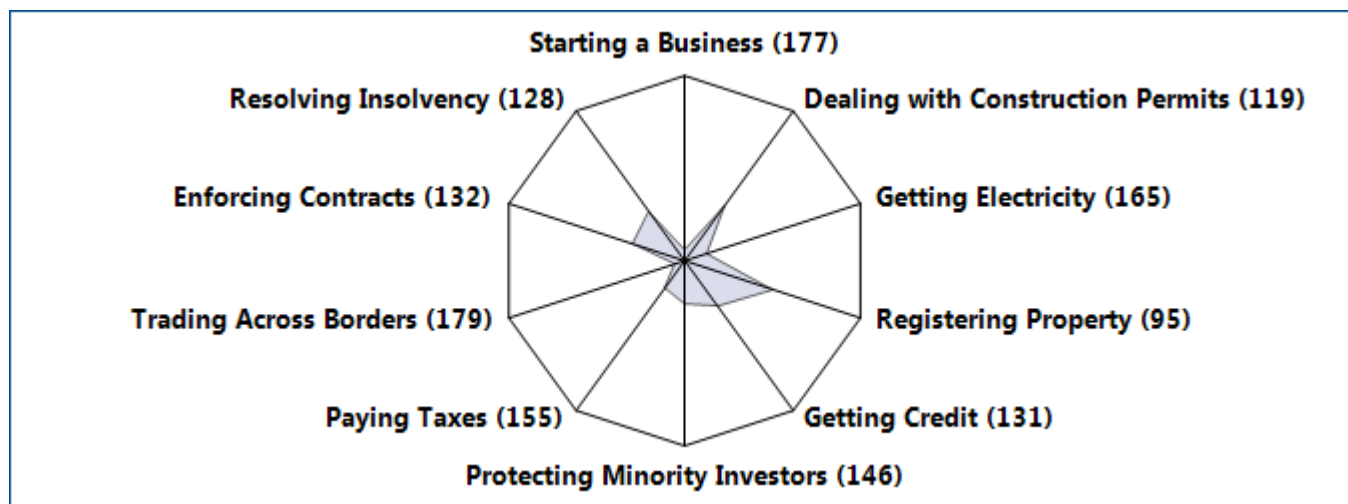 Starting a Business (177)
Resolving Insolvency (128)
Dealing with Construction Permits (119)
Enforcing Contracts (132)
Getting Electricity (165)
Trading Across Borders (179)
Registering Property (95)
Paying Taxes (155)
Getting Credit (131)
Protecting Minority Investors (146)